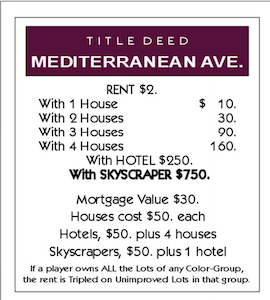 TITLE DEED
MEDITERRANEAN AVE.
RENT $2.
With 1 House $ 10.
With 2 Houses 30.
With 3 Houses 90.
With 4 Houses 160.
With HOTEL $250.
With SKYSCRAPER $750.
Mortgage Value $30.
Houses cost $50. each
Hotels, $50. plus 4 houses
Skyscrapers, $50. plus 1 hotel
If a player owns ALL the Lots of any Color-Group,
the rent is Tripled on Unimproved Lots in that group.